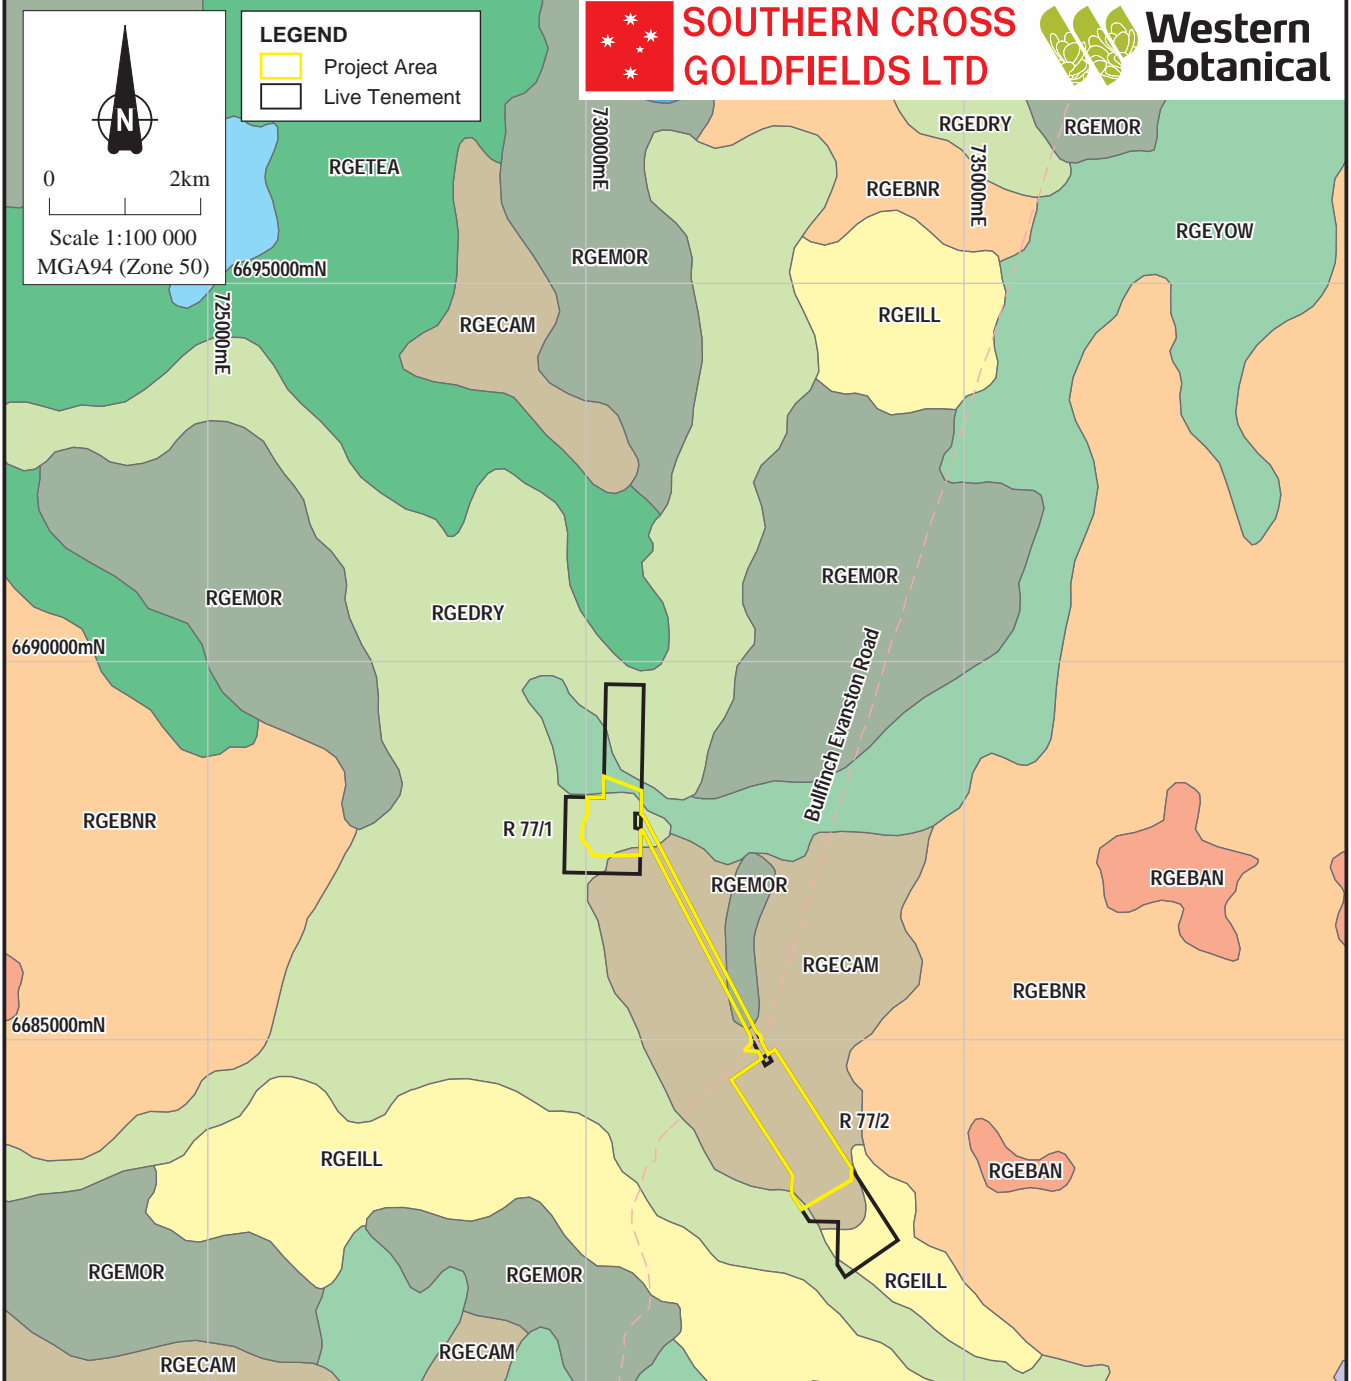 LEGEND
Project Area
Live Tenement
SOUTHERN CROSS
GOLDFIELDS LTD
Western
Botanical
N
0 2km
Scale 1:100 000
MGA94 (Zone 50)
730000mE
735000mE
725000mE
RGEDRY
RGEMOR
RGETEA
RGEBNR
RGEYOW
RGEMOR
6695000mN
RGEILL
RGECAM
RGEMOR
RGEMOR
RGEDRY
6690000mN
Bullfinch Evanston Road
RGEBNR
R 77/1
RGEMOR
RGEBAN
RGECAM
RGEBNR
6685000mN
R 77/2
RGEILL
RGEBAN
RGEMOR
RGEMOR
RGEILL
RGECAM
RGECAM